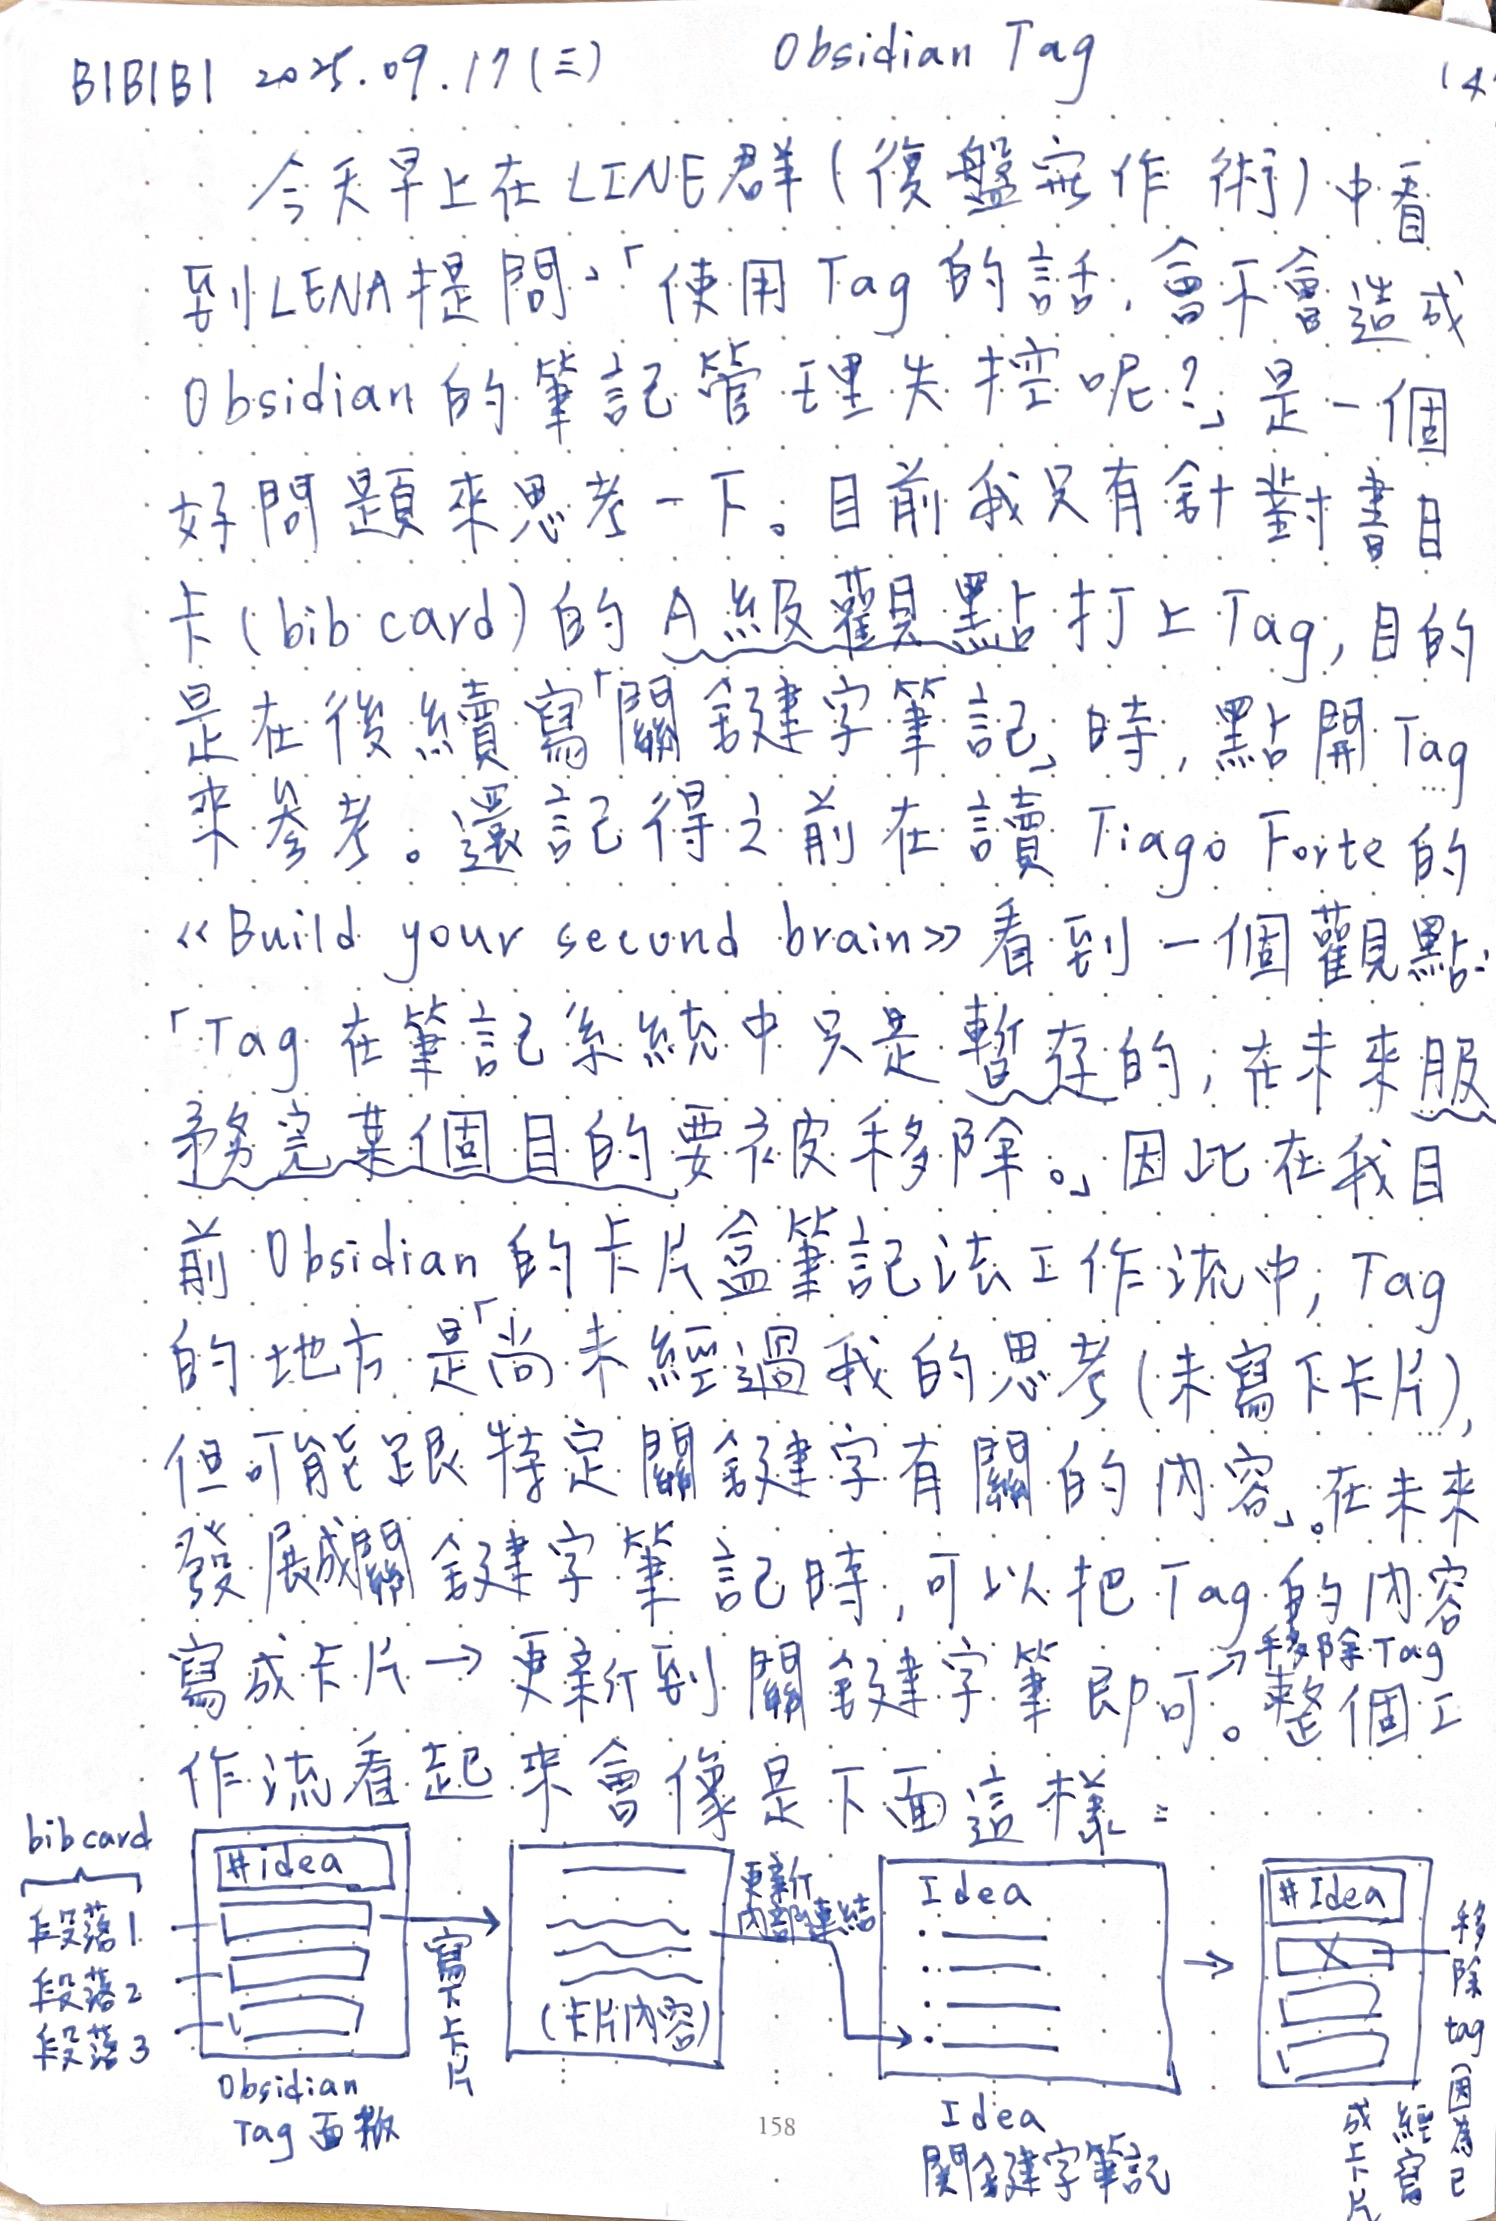 B1B1B1 2025.09.17(三) Obsidian Tag
今天早上在LINE群(復盤寫作術)中看
到LENA提問,「使用Tag的話,會不會造成
Obsidian的筆記管理失控呢?」是一個
好問題來思考一下。目前我只有針對書目
卡(bib card)的A級觀點打上Tag,目的
是在後續寫「關鍵字筆記」時,點開Tag
來參考。還記得之前在讀Tiago Forte的
«Build your second brain»看到一個觀點:
「Tag在筆記系統中只是暫存的,在未來服
務完某個目的要被移除。」因此在我目
前Obsidian的卡片盒筆記法工作流中,Tag
的地方是「尚未經過我的思考(未寫下卡片),
但可能跟特定關鍵字有關的內容」。在未來
發展成關鍵字筆記時,可以把Tag的內容
寫成卡片→更新到關鍵字筆即可。整個工
→移除Tag
作流看起來會像是下面這樣:
bib card
段落1
段落2
段落3
#idea
Obsidian
Tag面板
寫下卡片
(卡片內容)
更新
內部連結
Idea
Idea
關鍵字筆記
#Idea
移除tag(因為已
經寫
成卡片
158